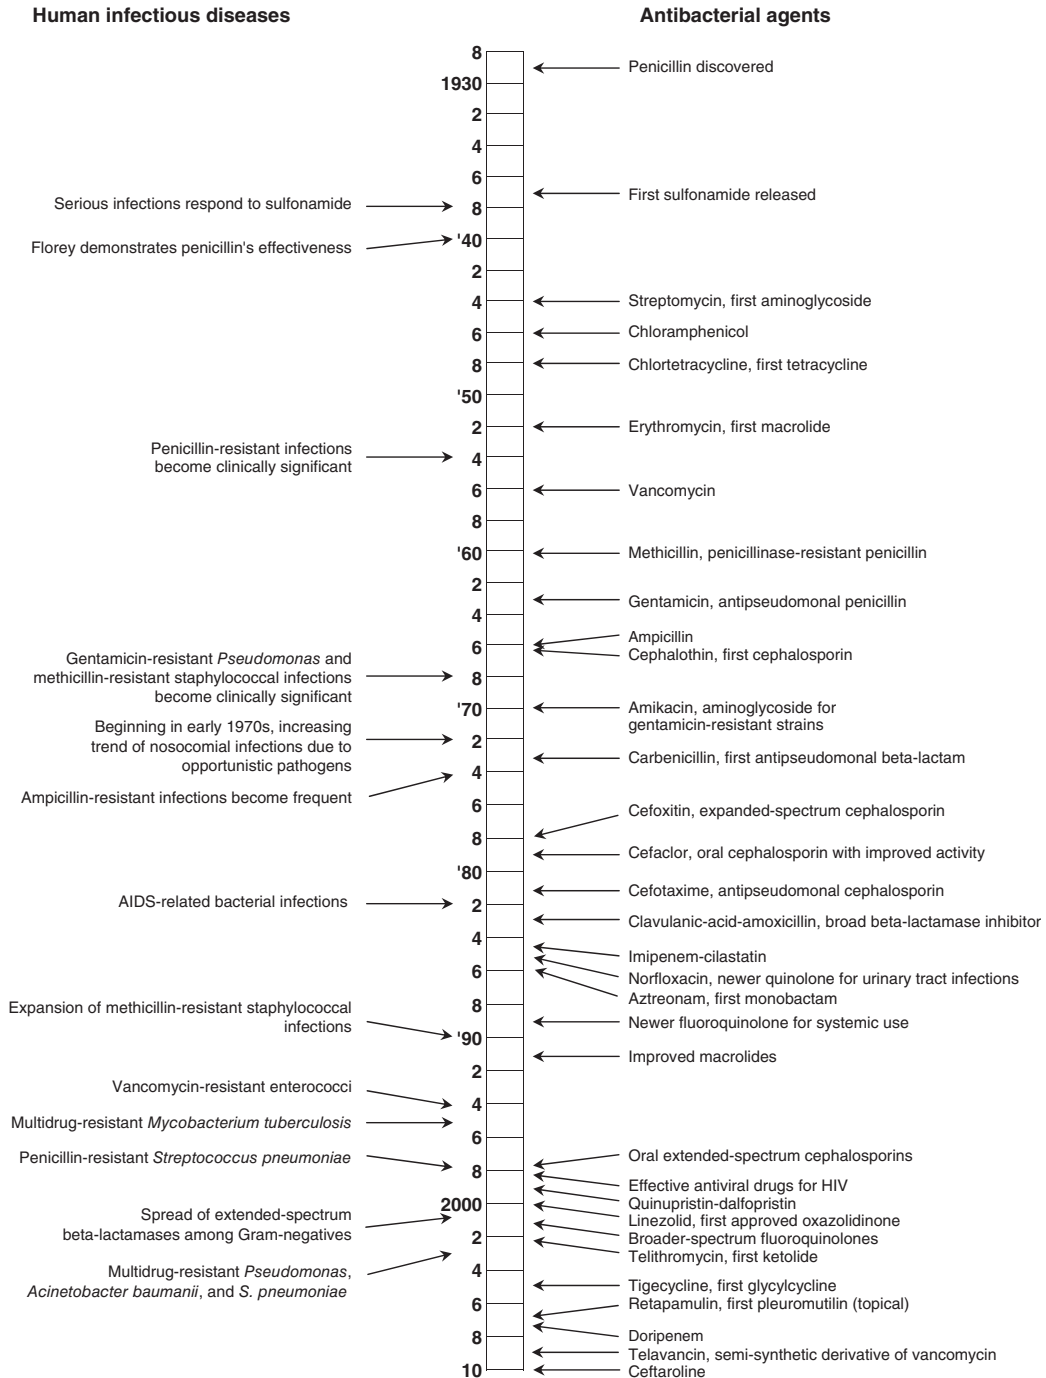 Human infectious diseases
Antibacterial agents
8
Penicillin discovered
1930
2
4
6
First sulfonamide released
Serious infections respond to sulfonamide
8
Florey demonstrates penicillin's effectiveness
'40
2
4
Streptomycin, first aminoglycoside
6
Chloramphenicol
8
Chlortetracycline, first tetracycline
'50
2
Erythromycin, first macrolide
Penicillin-resistant infections
become clinically significant
4
6
Vancomycin
8
'60
Methicillin, penicillinase-resistant penicillin
2
Gentamicin, antipseudomonal penicillin
4
Ampicillin
6
Cephalothin, first cephalosporin
Gentamicin-resistant Pseudomonas and
methicillin-resistant staphylococcal infections
become clinically significant
8
'70
Amikacin, aminoglycoside for
gentamicin-resistant strains
Beginning in early 1970s, increasing
trend of nosocomial infections due to
opportunistic pathogens
2
Carbenicillin, first antipseudomonal beta-lactam
4
Ampicillin-resistant infections become frequent
6
Cefoxitin, expanded-spectrum cephalosporin
8
Cefaclor, oral cephalosporin with improved activity
'80
Cefotaxime, antipseudomonal cephalosporin
AIDS-related bacterial infections
2
Clavulanic-acid-amoxicillin, broad beta-lactamase inhibitor
4
Imipenem-cilastatin
6
Norfloxacin, newer quinolone for urinary tract infections
Aztreonam, first monobactam
8
Expansion of methicillin-resistant staphylococcal
infections
Newer fluoroquinolone for systemic use
'90
Improved macrolides
2
Vancomycin-resistant enterococci
4
Multidrug-resistant Mycobacterium tuberculosis
6
Penicillin-resistant Streptococcus pneumoniae
Oral extended-spectrum cephalosporins
8
Effective antiviral drugs for HIV
Quinupristin-dalfopristin
2000
Spread of extended-spectrum
beta-lactamases among Gram-negatives
Linezolid, first approved oxazolidinone
Broader-spectrum fluoroquinolones
2
Telithromycin, first ketolide
Multidrug-resistant Pseudomonas,
Acinetobacter baumanii, and S. pneumoniae
4
Tigecycline, first glycylcycline
6
Retapamulin, first pleuromutilin (topical)
8
Doripenem
Telavancin, semi-synthetic derivative of vancomycin
10
Ceftaroline